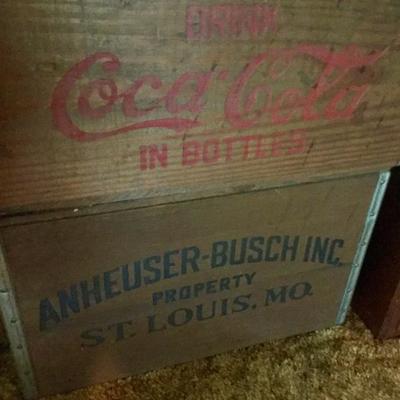 DRINK
Coca-Cola
IN BOTTLES
ANHEUSER-BUSCH INC.
PROPERTY
ST. LOUIS, MO.